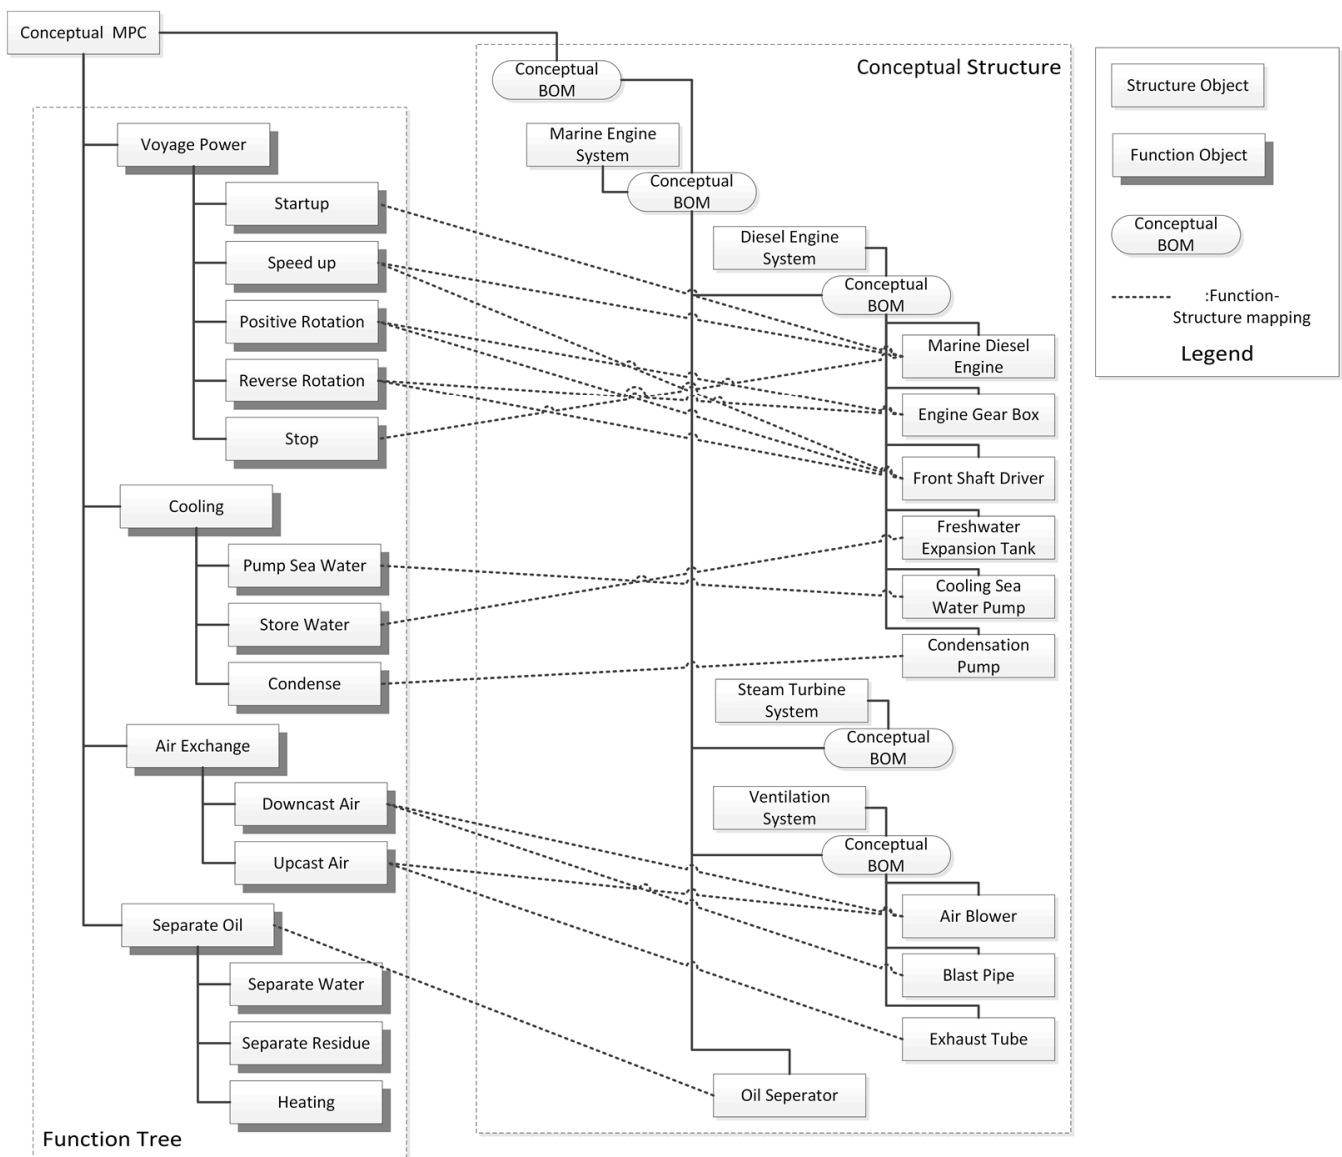 Conceptual MPC
Function Tree
Voyage Power
Startup
Speed up
Positive Rotation
Reverse Rotation
Stop
Cooling
Pump Sea Water
Store Water
Condense
Air Exchange
Downcast Air
Upcast Air
Separate Oil
Separate Water
Separate Residue
Heating
Conceptual Structure
Conceptual
BOM
Marine Engine
System
Conceptual
BOM
Diesel Engine
System
Conceptual
BOM
Marine Diesel
Engine
Engine Gear Box
Front Shaft Driver
Freshwater
Expansion Tank
Cooling Sea
Water Pump
Condensation
Pump
Steam Turbine
System
Conceptual
BOM
Ventilation
System
Conceptual
BOM
Air Blower
Blast Pipe
Exhaust Tube
Oil Seperator
Structure Object
Function Object
Conceptual
BOM
:Function-
Structure mapping
Legend